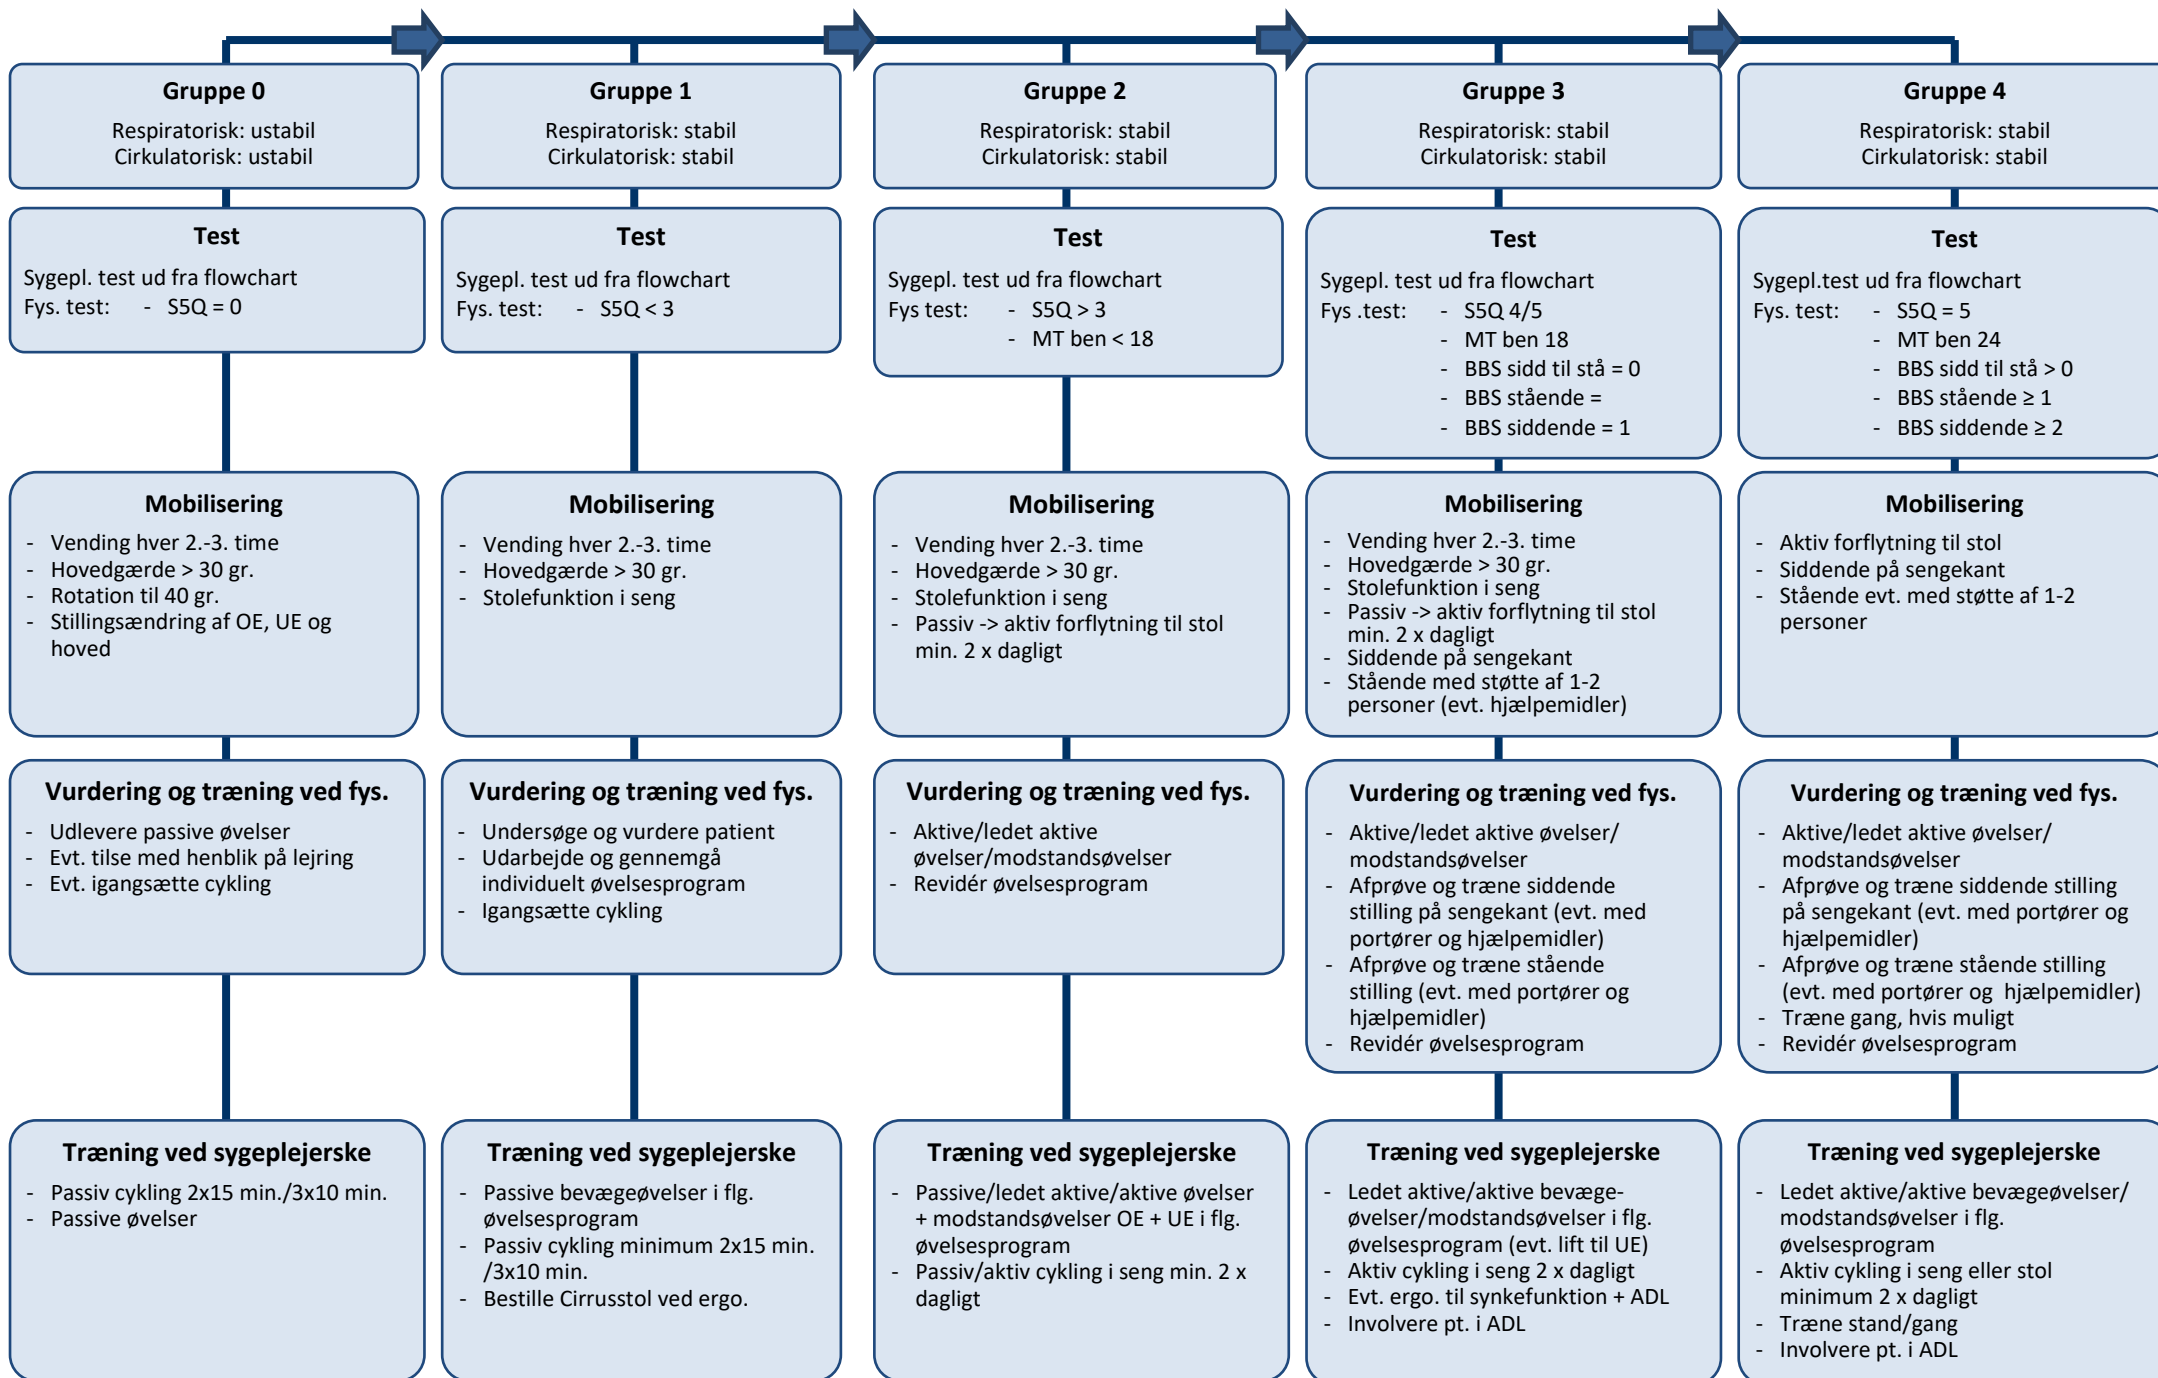 Gruppe 0
Respiratorisk: ustabil
Cirkulatorisk: ustabil
Gruppe 1
Respiratorisk: stabil
Cirkulatorisk: stabil
Gruppe 2
Respiratorisk: stabil
Cirkulatorisk: stabil
Gruppe 3
Respiratorisk: stabil
Cirkulatorisk: stabil
Gruppe 4
Respiratorisk: stabil
Cirkulatorisk: stabil
Test
Sygepl. test ud fra flowchart
Fys. test: - S5Q = 0
Test
Sygepl. test ud fra flowchart
Fys. test: - S5Q < 3
Test
Sygepl. test ud fra flowchart
Fys test: - S5Q > 3
- MT ben < 18
Test
Sygepl. test ud fra flowchart
Fys .test: - S5Q 4/5
- MT ben 18
- BBS sidd til stå = 0
- BBS stående =
- BBS siddende = 1
Test
Sygepl.test ud fra flowchart
Fys. test: - S5Q = 5
- MT ben 24
- BBS sidd til stå > 0
- BBS stående ≥ 1
- BBS siddende ≥ 2
Mobilisering
- Vending hver 2.-3. time
- Hovedgærde > 30 gr.
- Rotation til 40 gr.
- Stillingsændring af OE, UE og
hoved
Mobilisering
- Vending hver 2.-3. time
- Hovedgærde > 30 gr.
- Stolefunktion i seng
Mobilisering
- Vending hver 2.-3. time
- Hovedgærde > 30 gr.
- Stolefunktion i seng
- Passiv -> aktiv forflytning til stol
min. 2 x dagligt
Mobilisering
- Vending hver 2.-3. time
- Hovedgærde > 30 gr.
- Stolefunktion i seng
- Passiv -> aktiv forflytning til stol
min. 2 x dagligt
- Siddende på sengekant
- Stående med støtte af 1-2
personer (evt. hjælpemidler)
Mobilisering
- Aktiv forflytning til stol
- Siddende på sengekant
- Stående evt. med støtte af 1-2
personer
Vurdering og træning ved fys.
- Udlevere passive øvelser
- Evt. tilse med henblik på lejring
- Evt. igangsætte cykling
Vurdering og træning ved fys.
- Undersøge og vurdere patient
- Udarbejde og gennemgå
individuelt øvelsesprogram
- Igangsætte cykling
Vurdering og træning ved fys.
- Aktive/ledet aktive
øvelser/modstandsøvelser
- Revidér øvelsesprogram
Vurdering og træning ved fys.
- Aktive/ledet aktive øvelser/
modstandsøvelser
- Afprøve og træne siddende
stilling på sengekant (evt. med
portører og hjælpemidler)
- Afprøve og træne stående
stilling (evt. med portører og
hjælpemidler)
- Revidér øvelsesprogram
Vurdering og træning ved fys.
- Aktive/ledet aktive øvelser/
modstandsøvelser
- Afprøve og træne siddende stilling
på sengekant (evt. med portører og
hjælpemidler)
- Afprøve og træne stående stilling
(evt. med portører og hjælpemidler)
- Træne gang, hvis muligt
- Revidér øvelsesprogram
Træning ved sygeplejerske
- Passiv cykling 2x15 min./3x10 min.
- Passive øvelser
Træning ved sygeplejerske
- Passive bevægeøvelser i flg.
øvelsesprogram
- Passiv cykling minimum 2x15 min.
/3x10 min.
- Bestille Cirrusstol ved ergo.
Træning ved sygeplejerske
- Passive/ledet aktive/aktive øvelser
+ modstandsøvelser OE + UE i flg.
øvelsesprogram
- Passiv/aktiv cykling i seng min. 2 x
dagligt
Træning ved sygeplejerske
- Ledet aktive/aktive bevæge-
øvelser/modstandsøvelser i flg.
øvelsesprogram (evt. lift til UE)
- Aktiv cykling i seng 2 x dagligt
- Evt. ergo. til synkefunktion + ADL
- Involvere pt. i ADL
Træning ved sygeplejerske
- Ledet aktive/aktive bevægeøvelser/
modstandsøvelser i flg.
øvelsesprogram
- Aktiv cykling i seng eller stol
minimum 2 x dagligt
- Træne stand/gang
- Involvere pt. i ADL